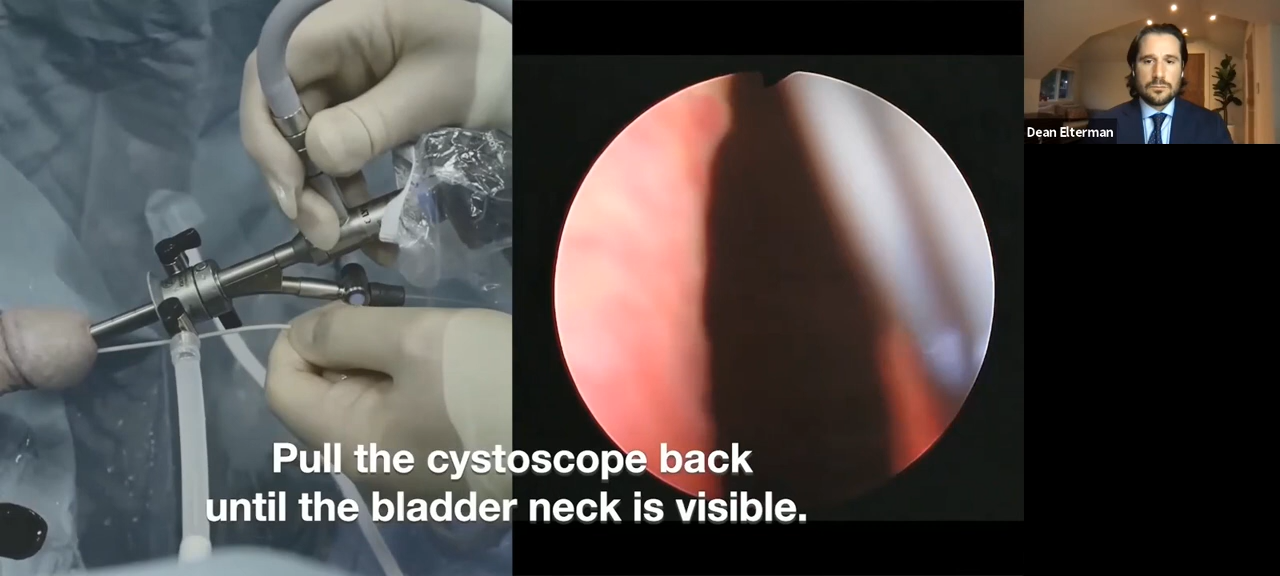 Dean Elterman
Pull the cystoscope back
until the bladder neck is visible.